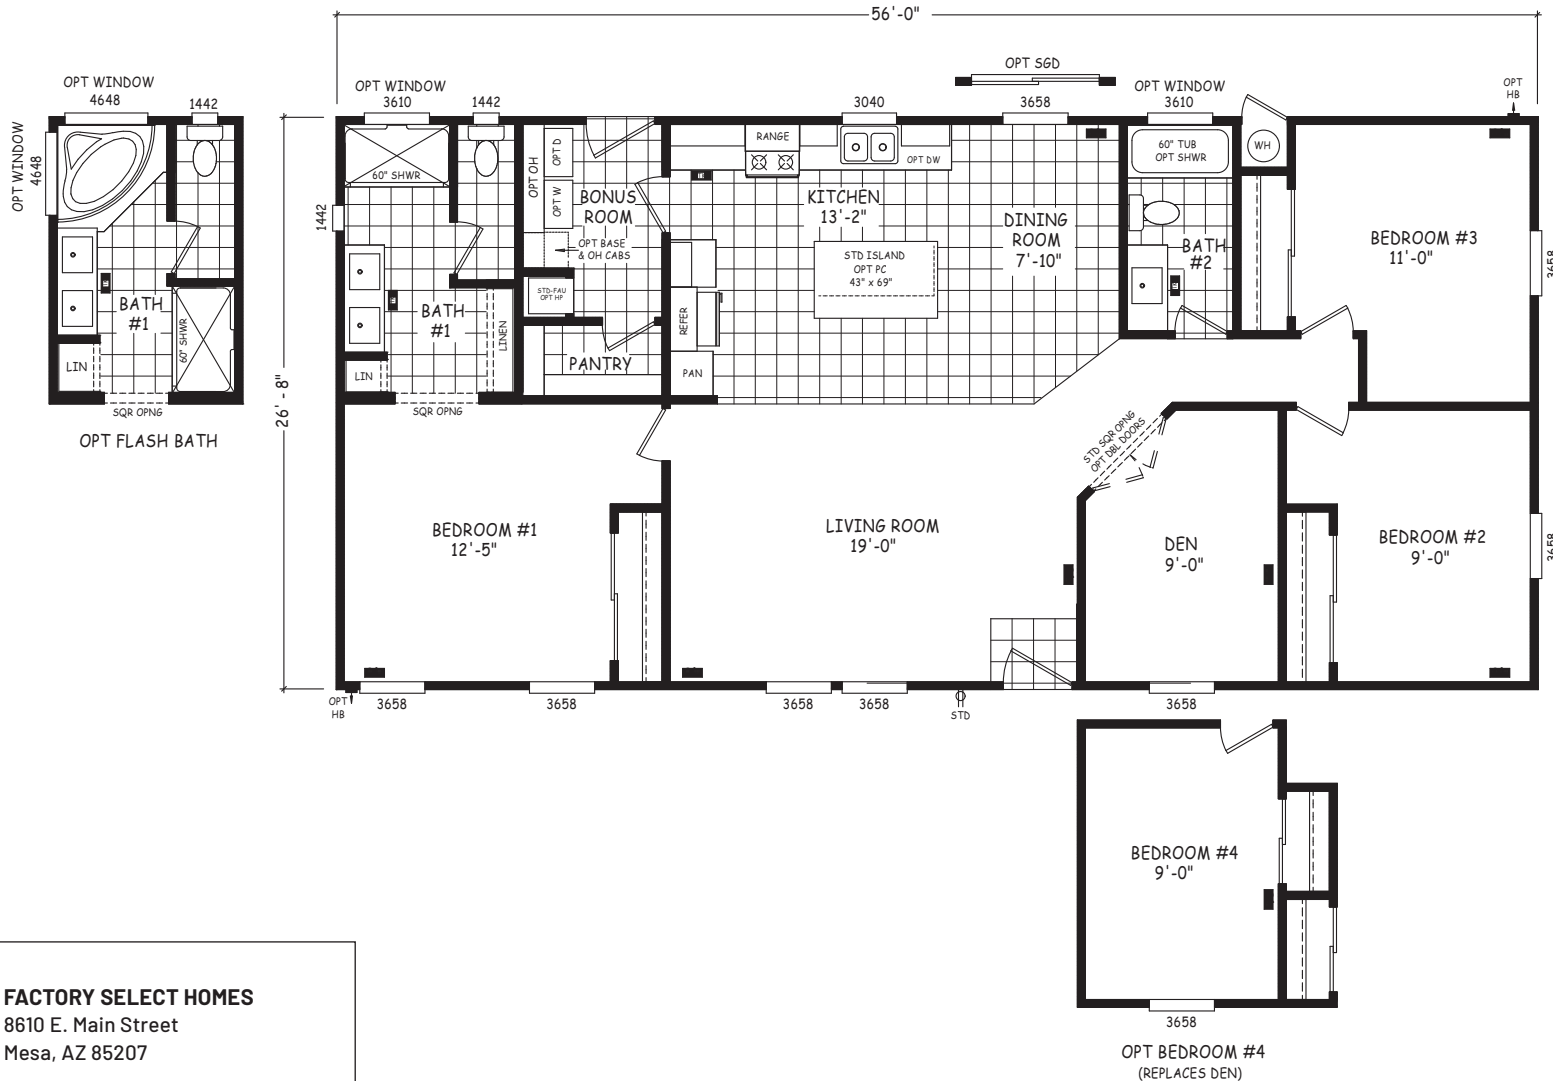 56'-0"
OPT SGD
OPT WINDOW
4648
1442
OPT WINDOW
4648
60" SHWR
BATH
#1
LIN
SQR OPNG
OPT FLASH BATH
26'-8"
OPT WINDOW
3610
1442
3040
3658
OPT WINDOW
3610
OPT
HB
1442
60" SHWR
BATH
#1
LINEN
LIN
SQR OPNG
OPT OH
OPT D
OPT W
BONUS
ROOM
OPT BASE
& OH CABS
STD-FAU
OPT HP
PANTRY
RANGE
OPT DW
KITCHEN
13'-2"
STD ISLAND
OPT PC
43" x 69"
REFER
PAN
DINING
ROOM
7'-10"
60" TUB
OPT SHWR
BATH
#2
WH
BEDROOM #3
11'-0"
3658
BEDROOM #1
12'-5"
LIVING ROOM
19'-0"
STD SQR OPNG
OPT DBL DOORS
DEN
9'-0"
BEDROOM #2
9'-0"
3658
OPT
HB
3658
3658
3658
3658
STD
3658
BEDROOM #4
9'-0"
3658
OPT BEDROOM #4
(REPLACES DEN)
FACTORY SELECT HOMES
8610 E. Main Street
Mesa, AZ 85207